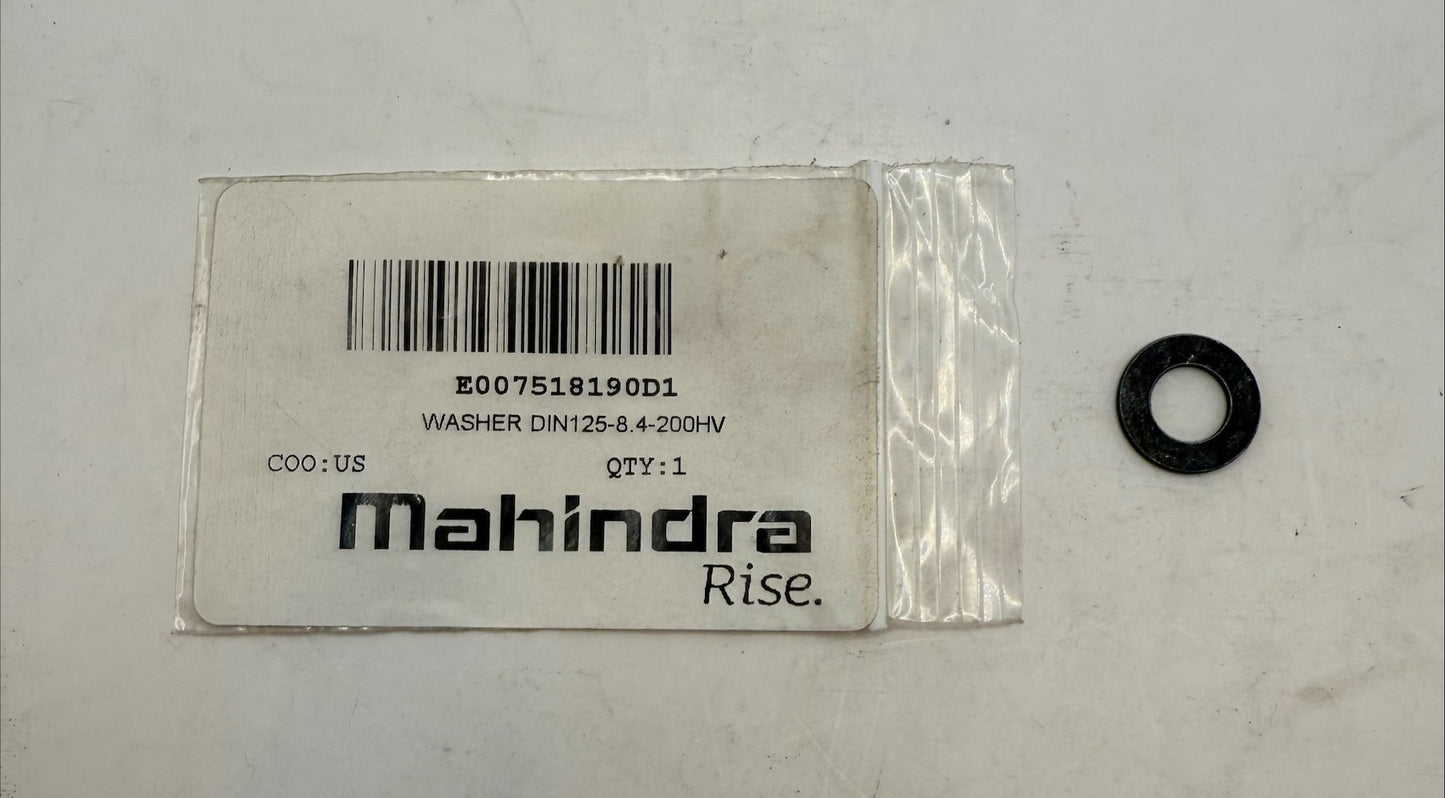 E007518190D1
WASHER DIN125-8.4-200HV
COO:US QTY:1
Mahindra
Rise.